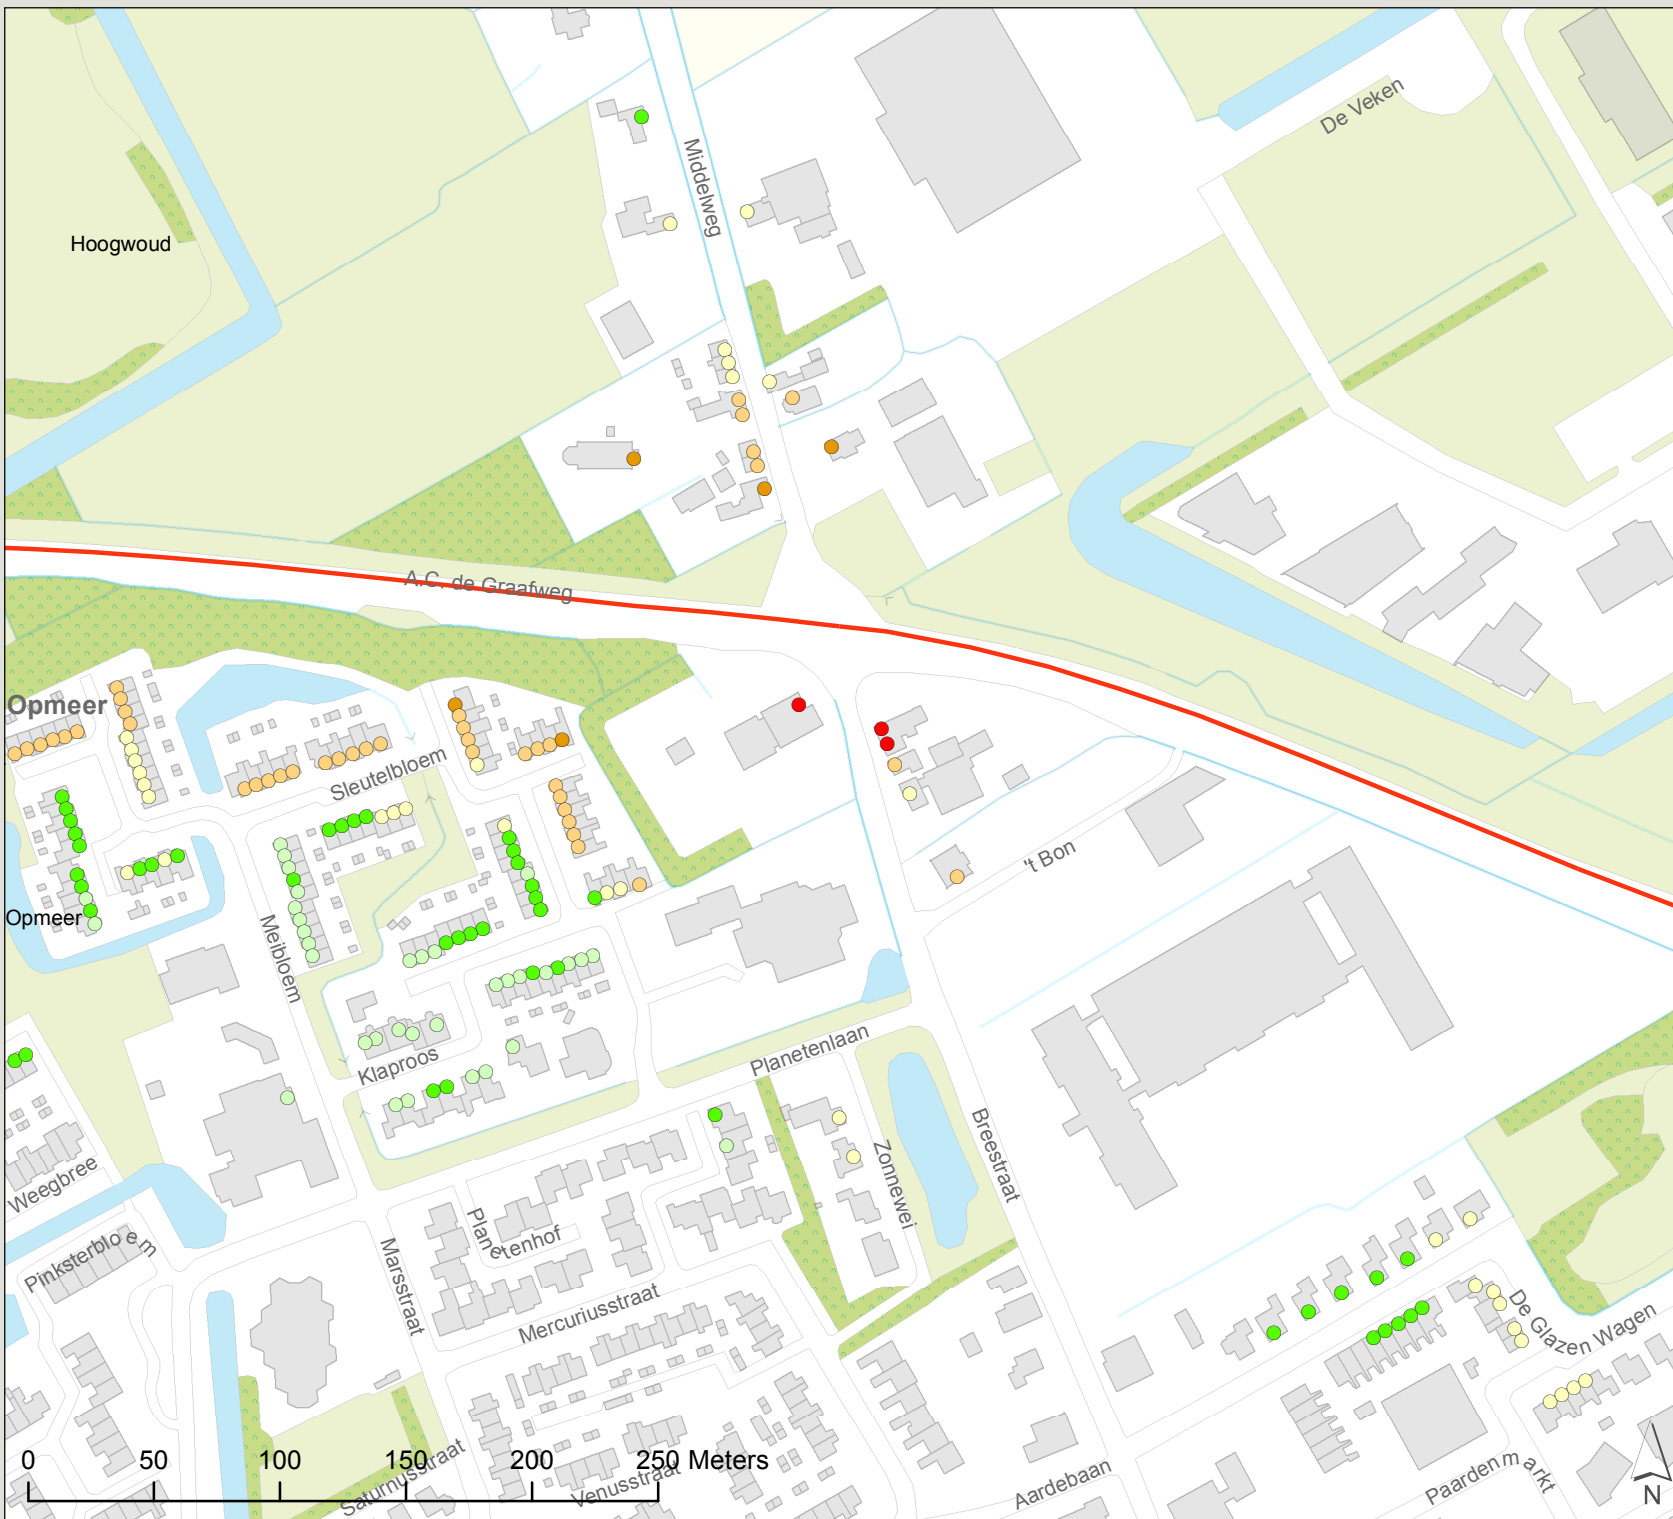 De Veken
Middelweg
Hoogwoud
A.C. de Graafweg
Opmeer
Sleutelbloem
't Bon
Opmeer
Meibloem
Klaproos
Planetenlaan
Breestraat
Zonnewei
Weegbree
Pinksterbloem
Planetenhof
Marsstraat
Mercuriusstraat
De Glazen Wagen
Saturnusstraat
Venusstraat
Aardebaan
Paardenmarkt
0 50 100 150 200 250 Meters
N